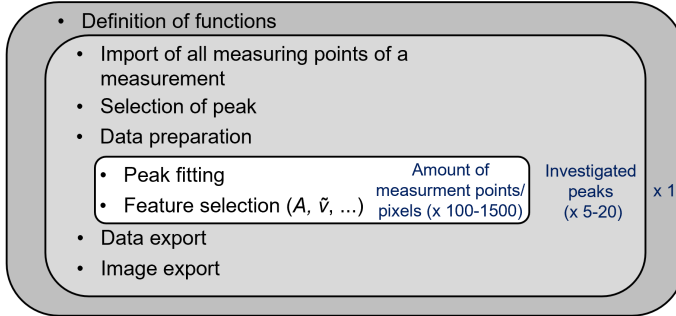 • Definition of functions
• Import of all measuring points of a
measurement
• Selection of peak
• Data preparation
• Peak fitting
• Feature selection (A, ṽ, ...)
Amount of
measurment points/
pixels (x 100-1500)
Investigated
peaks
(x 5-20)
x 1
• Data export
• Image export